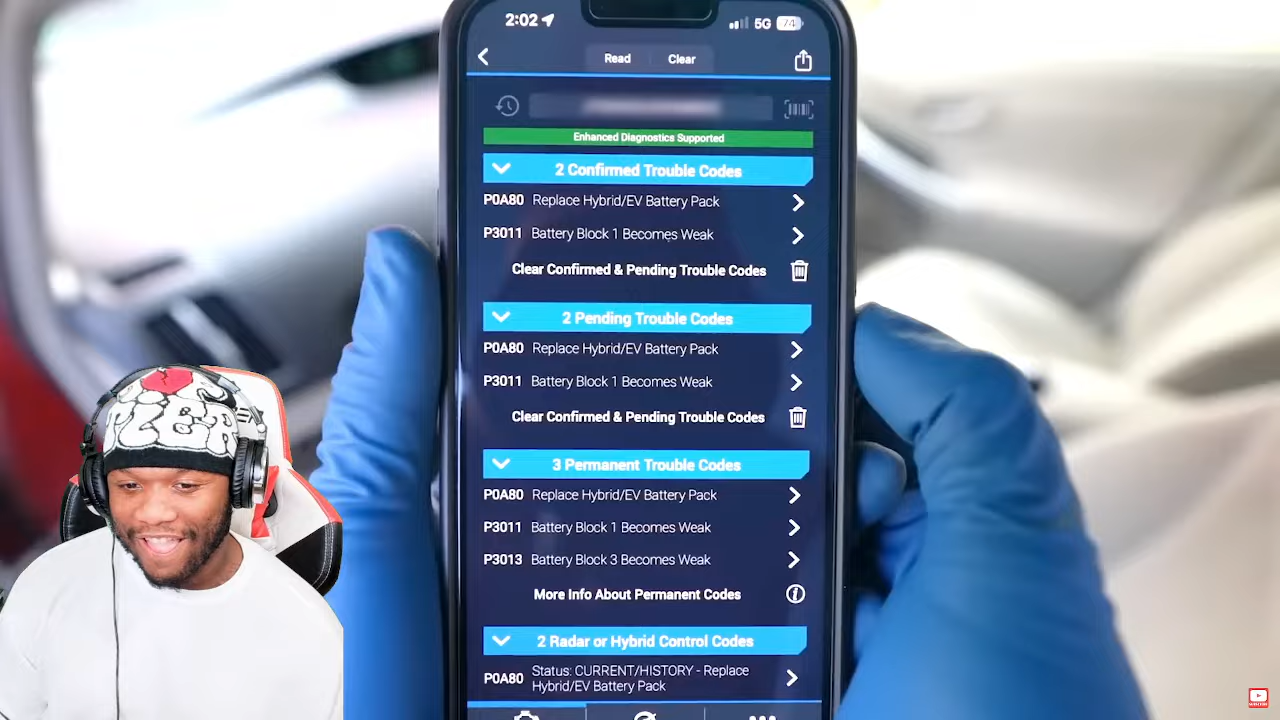 2:02
5G 74
Read Clear
Enhanced Diagnostics Supported
2 Confirmed Trouble Codes
P0A80 Replace Hybrid/EV Battery Pack
P3011 Battery Block 1 Becomes Weak
Clear Confirmed & Pending Trouble Codes
2 Pending Trouble Codes
P0A80 Replace Hybrid/EV Battery Pack
P3011 Battery Block 1 Becomes Weak
Clear Confirmed & Pending Trouble Codes
3 Permanent Trouble Codes
P0A80 Replace Hybrid/EV Battery Pack
P3011 Battery Block 1 Becomes Weak
P3013 Battery Block 3 Becomes Weak
More Info About Permanent Codes
2 Radar or Hybrid Control Codes
P0A80 Status: CURRENT/HISTORY - Replace
Hybrid/EV Battery Pack